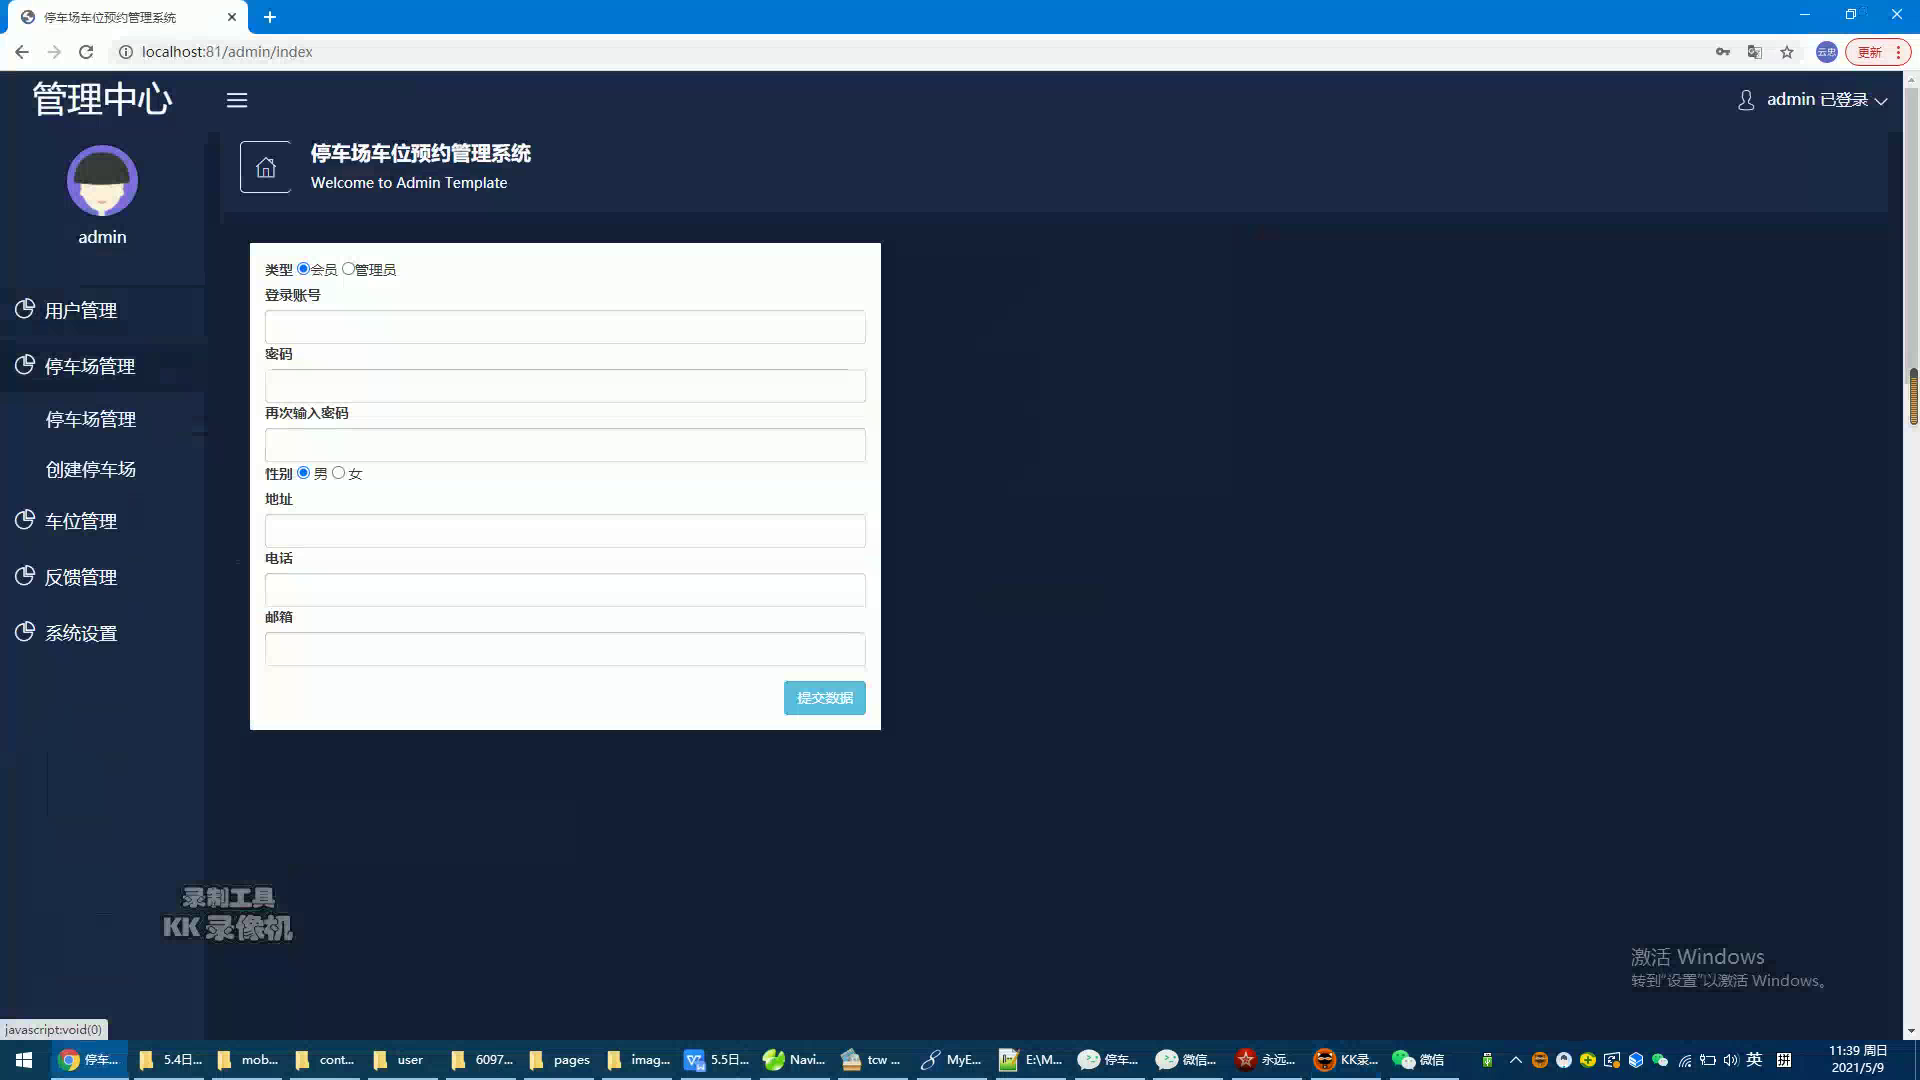 停车场车位预约管理系统
localhost:81/admin/index
云忠
更新
管理中心
admin 已登录
停车场车位预约管理系统
Welcome to Admin Template
admin
用户管理
停车场管理
停车场管理
创建停车场
车位管理
反馈管理
系统设置
类型 会员 管理员
登录账号
密码
再次输入密码
性别 男 女
地址
电话
邮箱
提交数据
录制工具
KK 录像机
激活 Windows
转到"设置"以激活 Windows。
javascript:void(0)
停车... 5.4日... mob... cont... user 6097... pages imag... 5.5日... Navi... tcw ... MyE... E:\M... 停车... 微信... 永远... KK录... 微信 英 拼
11:39 周日
2021/5/9